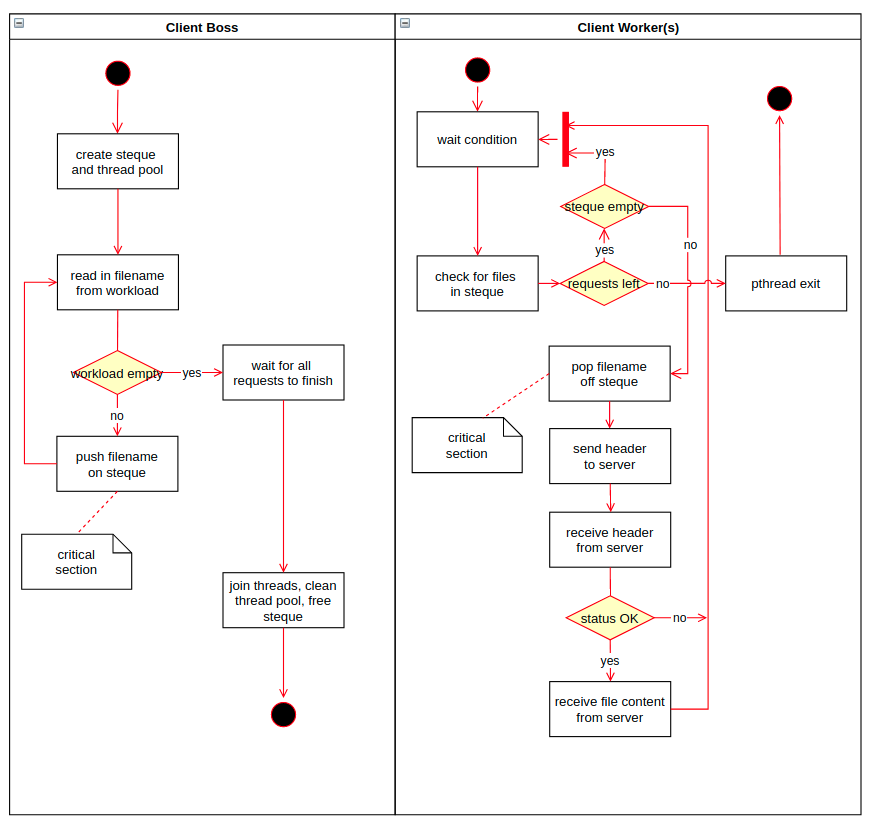 Client Boss
create steque
and thread pool
read in filename
from workload
workload empty
yes
wait for all
requests to finish
no
push filename
on steque
critical
section
join threads, clean
thread pool, free
steque
Client Worker(s)
wait condition
yes
steque empty
no
yes
check for files
in steque
requests left
no
pthread exit
pop filename
off steque
critical
section
send header
to server
receive header
from server
status OK
no
yes
receive file content
from server